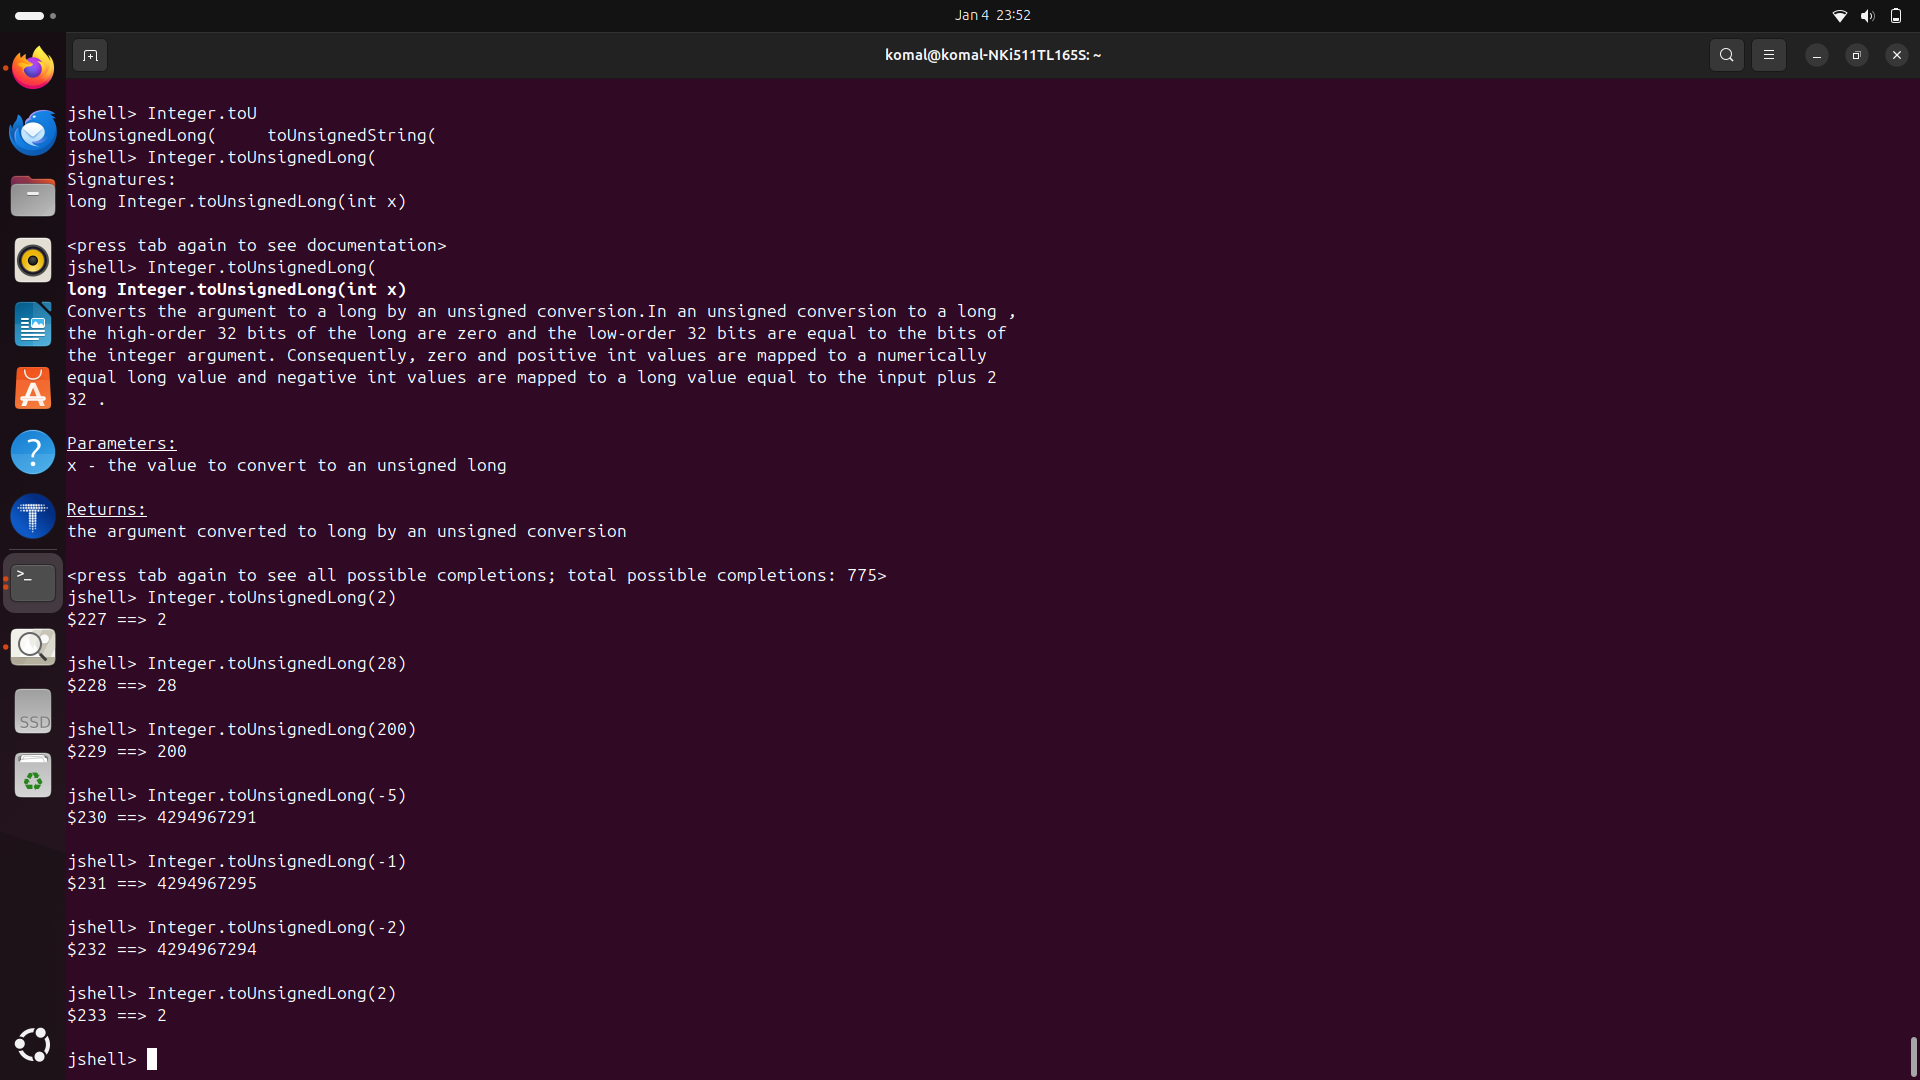 Jan 4 23:52
komal@komal-NKi511TL165S: ~
jshell> Integer.toU
toUnsignedLong(     toUnsignedString(
jshell> Integer.toUnsignedLong(
Signatures:
long Integer.toUnsignedLong(int x)

<press tab again to see documentation>
jshell> Integer.toUnsignedLong(
long Integer.toUnsignedLong(int x)
Converts the argument to a long by an unsigned conversion.In an unsigned conversion to a long ,
the high-order 32 bits of the long are zero and the low-order 32 bits are equal to the bits of
the integer argument. Consequently, zero and positive int values are mapped to a numerically
equal long value and negative int values are mapped to a long value equal to the input plus 2
32 .

Parameters:
x - the value to convert to an unsigned long

Returns:
the argument converted to long by an unsigned conversion

<press tab again to see all possible completions; total possible completions: 775>
jshell> Integer.toUnsignedLong(2)
$227 ==> 2

jshell> Integer.toUnsignedLong(28)
$228 ==> 28

jshell> Integer.toUnsignedLong(200)
$229 ==> 200

jshell> Integer.toUnsignedLong(-5)
$230 ==> 4294967291

jshell> Integer.toUnsignedLong(-1)
$231 ==> 4294967295

jshell> Integer.toUnsignedLong(-2)
$232 ==> 4294967294

jshell> Integer.toUnsignedLong(2)
$233 ==> 2

jshell>
SSD